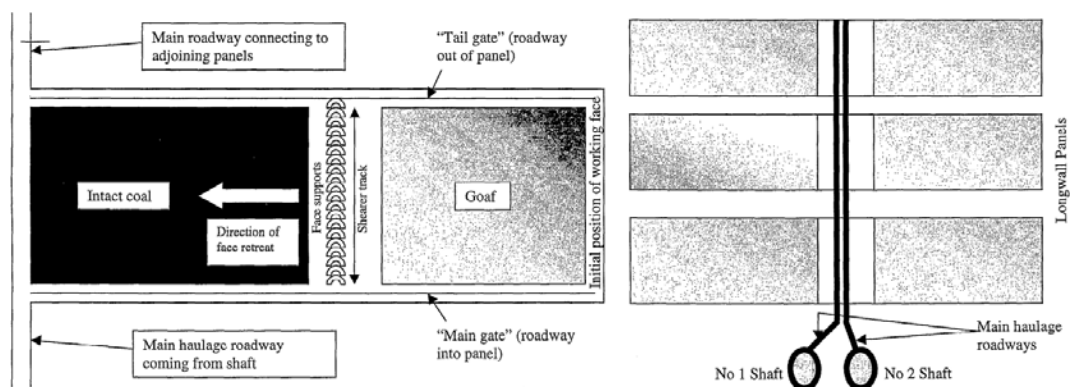 Main roadway connecting to
adjoining panels
"Tail gate" (roadway
out of panel)
Intact coal
Direction of
face retreat
Face supports
Shearer track
Goaf
Initial position of working face
Main haulage roadway
coming from shaft
"Main gate" (roadway
into panel)
Longwall Panels
Main haulage
roadways
No 1 Shaft
No 2 Shaft